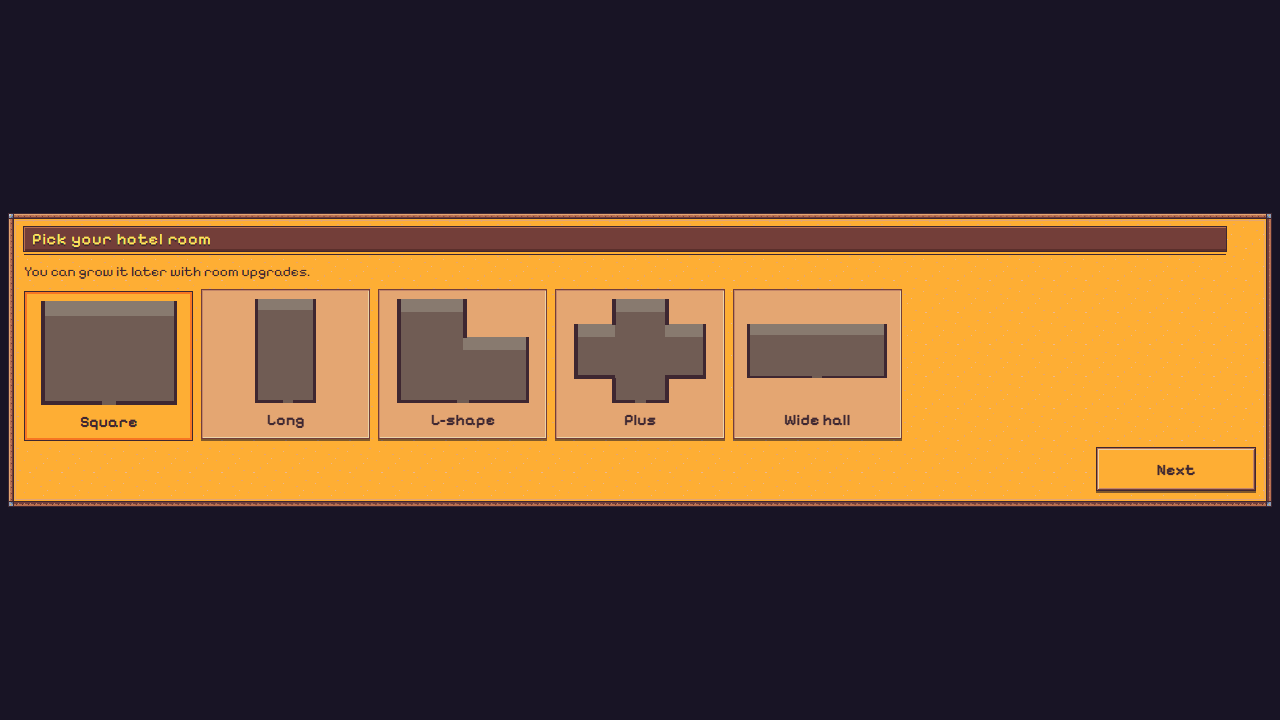 Pick your hotel room
You can grow it later with room upgrades.
Square
Long
L-shape
Plus
Wide hall
Next